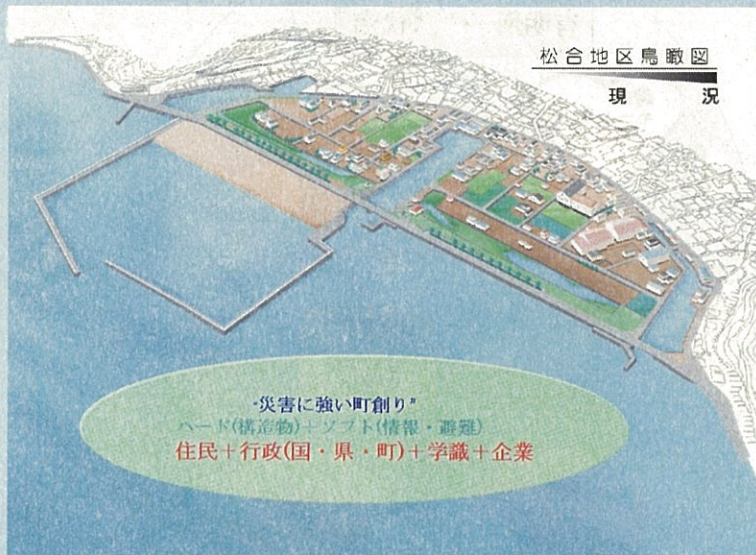 松合地区鳥瞰図
現況
"災害に強い町創り"
ハード(構造物)+ソフト(情報・避難)
住民+行政(国・県・町)+学識+企業